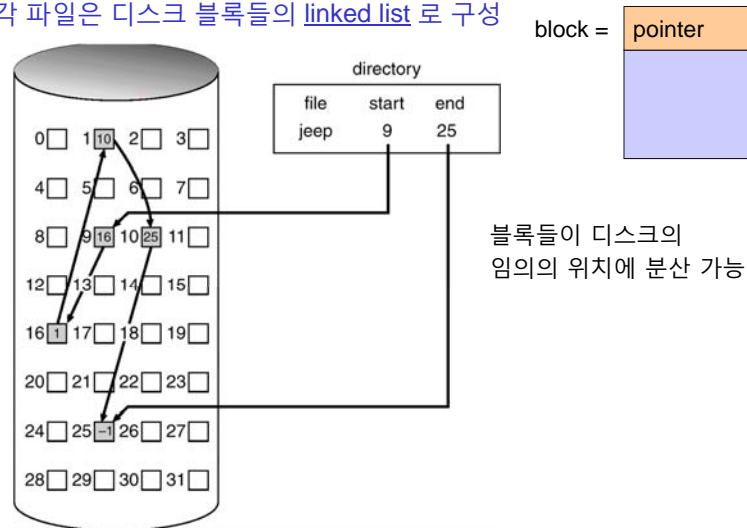 각 파일은 디스크 블록들의 linked list 로 구성
block = pointer
directory
file start end
jeep 9 25
0 1 10 2 3
4 5 6 7
8 9 16 10 25 11
12 13 14 15
16 1 17 18 19
20 21 22 23
24 25 -1 26 27
28 29 30 31
블록들이 디스크의
임의의 위치에 분산 가능